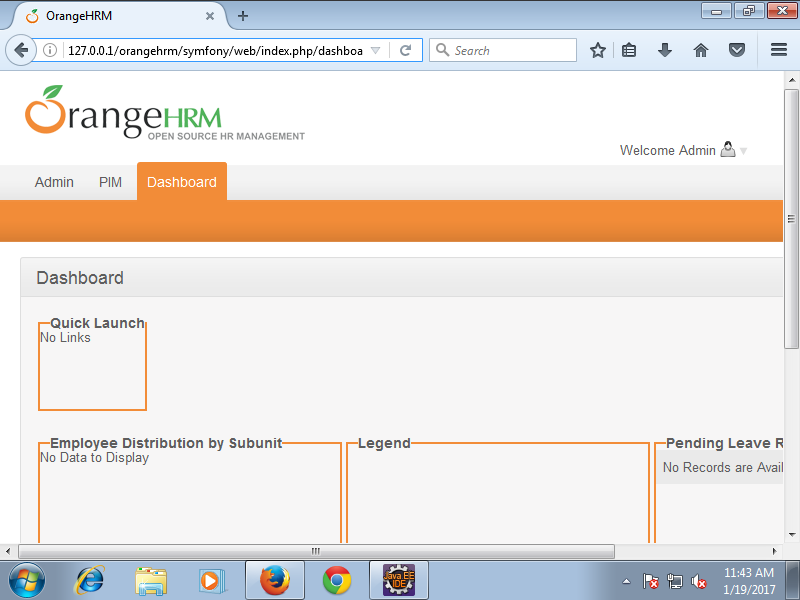 OrangeHRM
127.0.0.1/orangehrm/symfony/web/index.php/dashboa
Search
OrangeHRM
OPEN SOURCE HR MANAGEMENT
Welcome Admin
Admin PIM Dashboard
Dashboard
Quick Launch
No Links
Employee Distribution by Subunit Legend Pending Leave R
No Data to Display No Records are Avail
Java EE
IDE
11:43 AM
1/19/2017